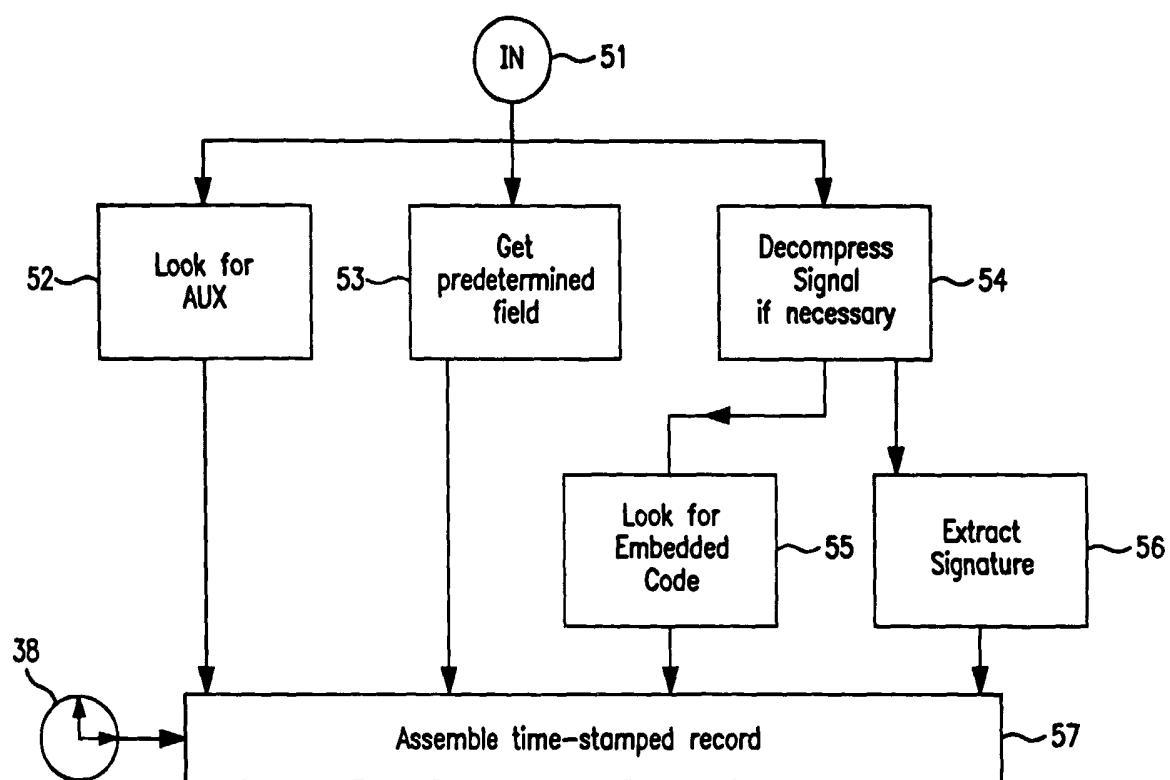 IN
51
52
Look for
AUX
53
Get
predetermined
field
Decompress
Signal
if necessary
54
Look for
Embedded
Code
55
Extract
Signature
56
38
Assemble time-stamped record
57